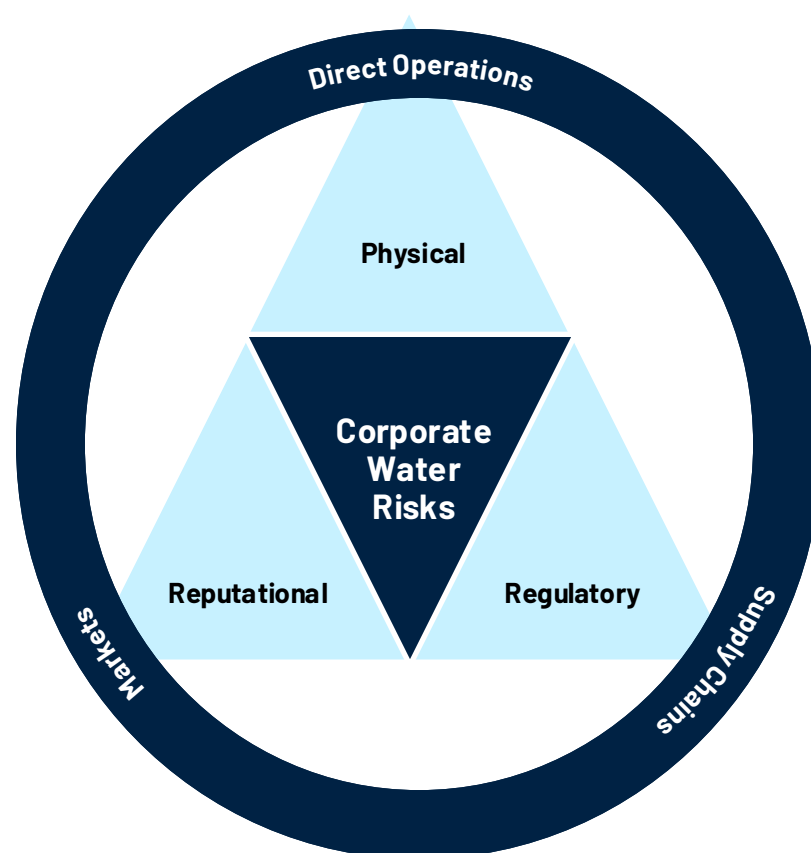 Direct Operations
Physical
Corporate
Water
Risks
Reputational
Regulatory
Markets
Supply Chains